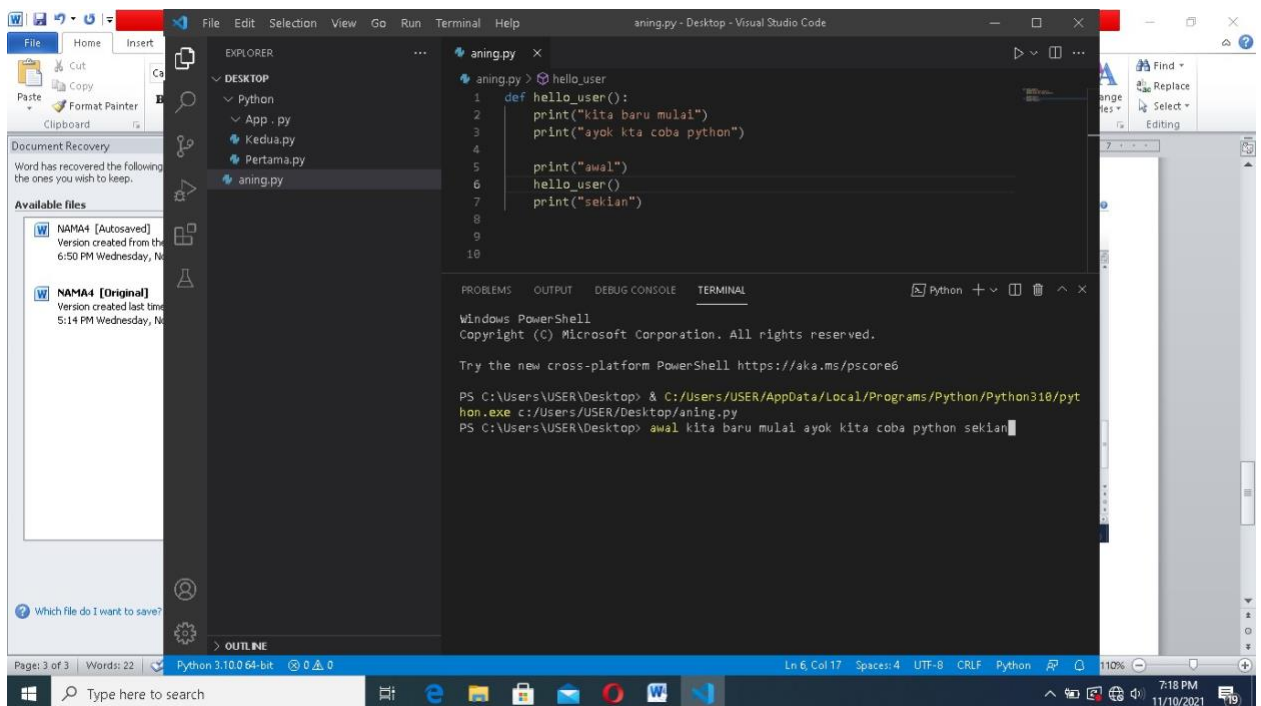 File Edit Selection View Go Run Terminal Help
aning.py - Desktop - Visual Studio Code
File Home Insert
Cut
Copy
Paste
Format Painter
Clipboard
Find
Replace
Select
Editing
Document Recovery
Word has recovered the following
the ones you wish to keep.
Available files
NAMA4 [Autosaved]
Version created from the
6:50 PM Wednesday,
NAMA4 [Original]
Version created last time
5:14 PM Wednesday,
Which file do I want to save?
Page: 3 of 3 Words: 22
EXPLORER
DESKTOP
Python
App . py
Kedua.py
Pertama.py
aning.py
OUTLINE
aning.py
aning.py > hello_user
1 def hello_user():
2 print("kita baru mulai")
3 print("ayok kta coba python")
4
5 print("awal")
6 hello_user()
7 print("sekian")
8
9
10
PROBLEMS OUTPUT DEBUG CONSOLE TERMINAL
Python
Windows PowerShell
Copyright (C) Microsoft Corporation. All rights reserved.
Try the new cross-platform PowerShell https://aka.ms/pscore6
PS C:\Users\USER\Desktop> & C:/Users/USER/AppData/Local/Programs/Python/Python310/pyt
hon.exe c:/Users/USER/Desktop/aning.py
PS C:\Users\USER\Desktop> awal kita baru mulai ayok kita coba python sekian
Python 3.10.0 64-bit 0 0
Ln 6, Col 17 Spaces: 4 UTF-8 CRLF Python
110%
Type here to search
7:18 PM
11/10/2021
19